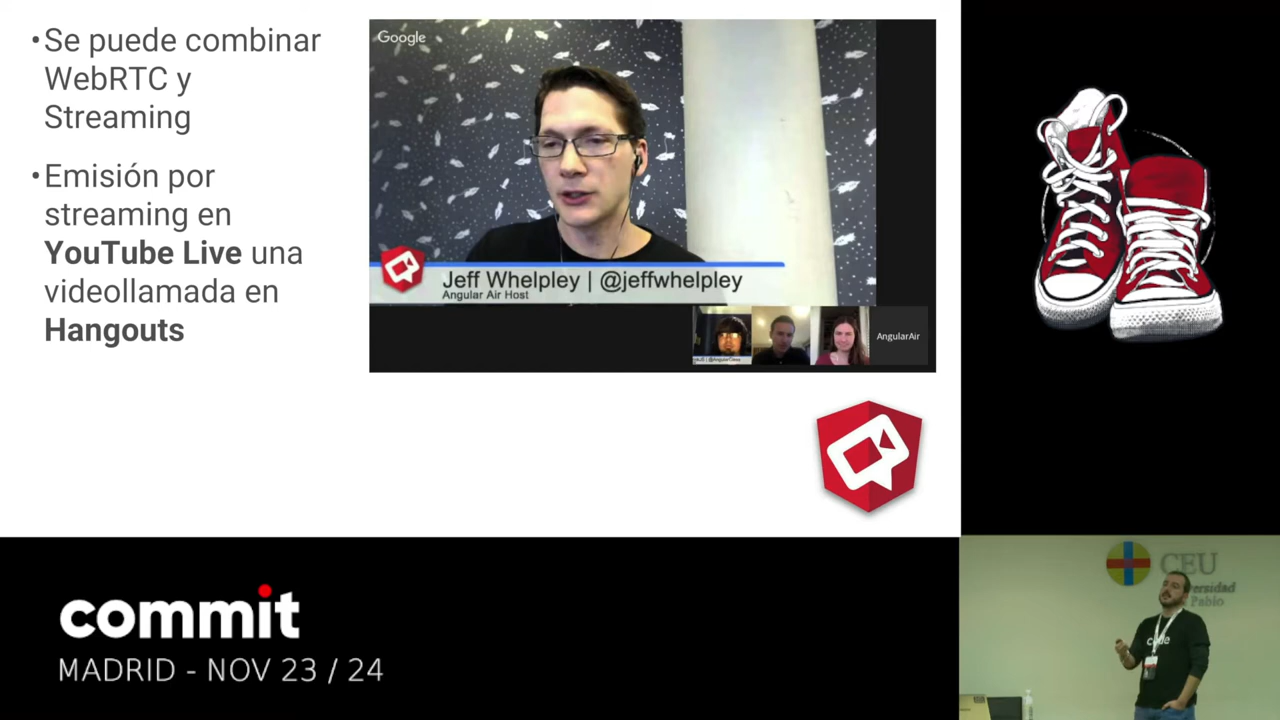 •Se puede combinar
WebRTC y
Streaming
•Emisión por
streaming en
YouTube Live una
videollamada en
Hangouts
Google
Jeff Whelpley | @jeffwhelpley
Angular Air Host
AngularAir
commit
MADRID - NOV 23 / 24
CEU
Pablo